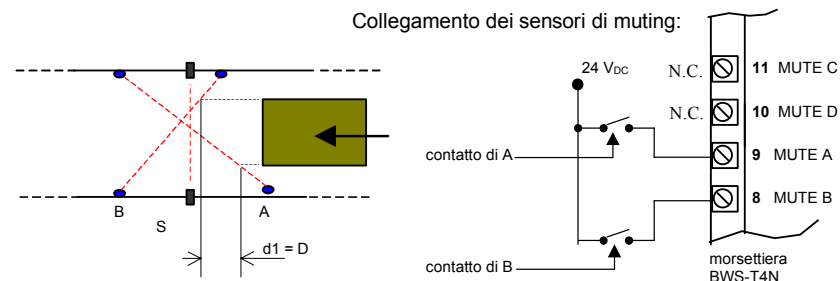 Collegamento dei sensori di muting:
24 VDC
N.C. 11 MUTE C
N.C. 10 MUTE D
contatto di A 9 MUTE A
8 MUTE B
contatto di B
morsettiera
BWS-T4N
B
S
A
d1 = D